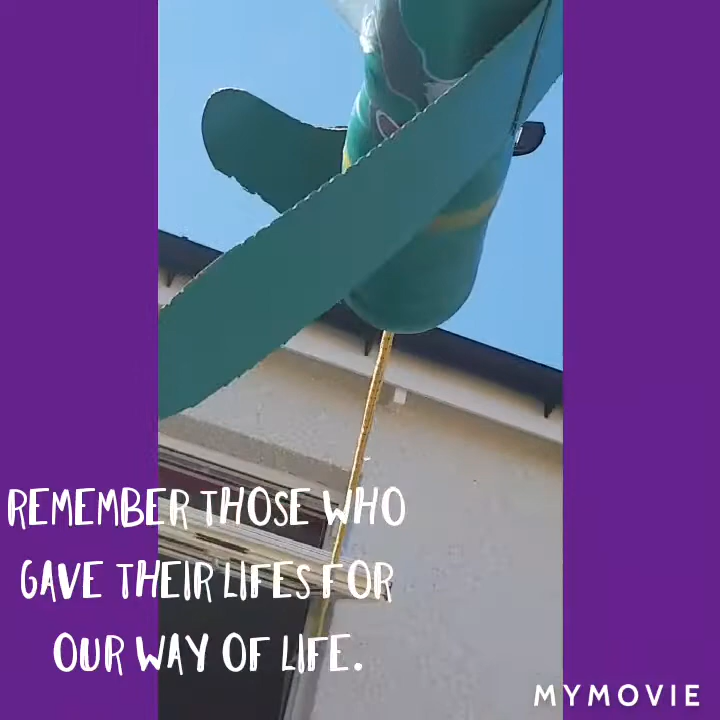 REMEMBER THOSE WHO
GAVE THEIR LIFES FOR
OUR WAY OF LIFE.
MYMOVIE